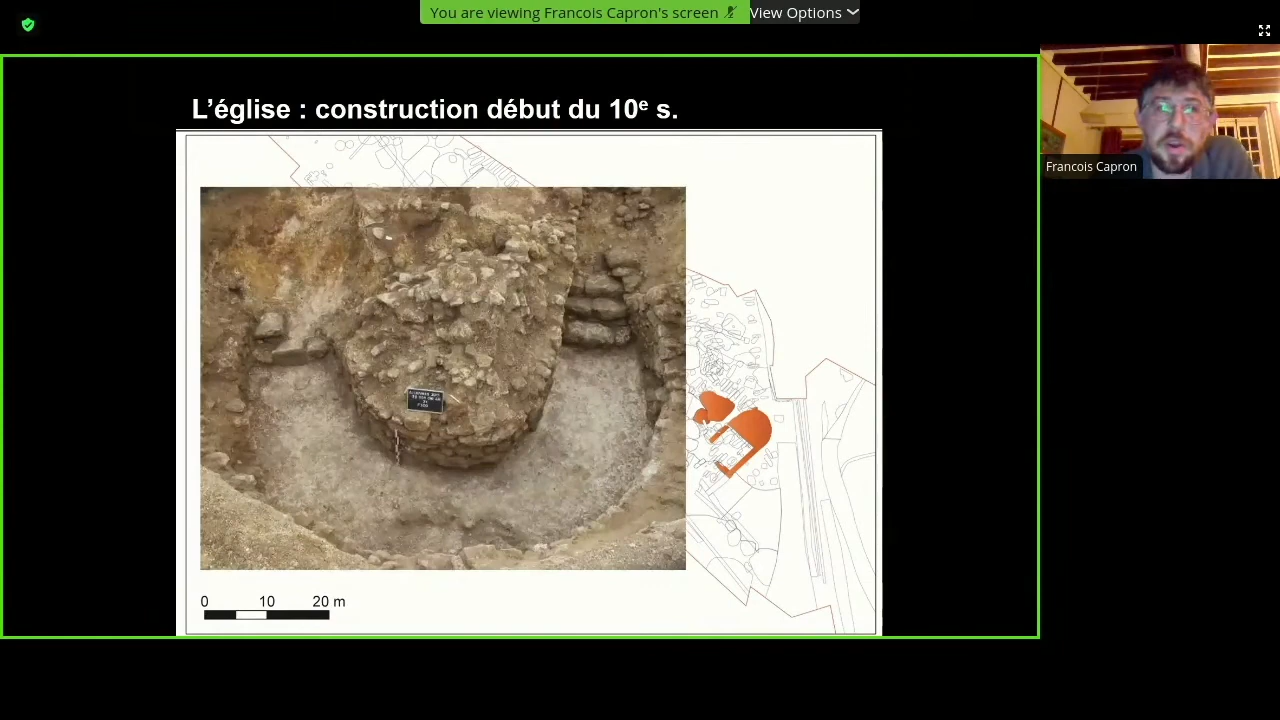 You are viewing Francois Capron's screen View Options
L'église : construction début du 10e s.
Francois Capron
0 10 20 m